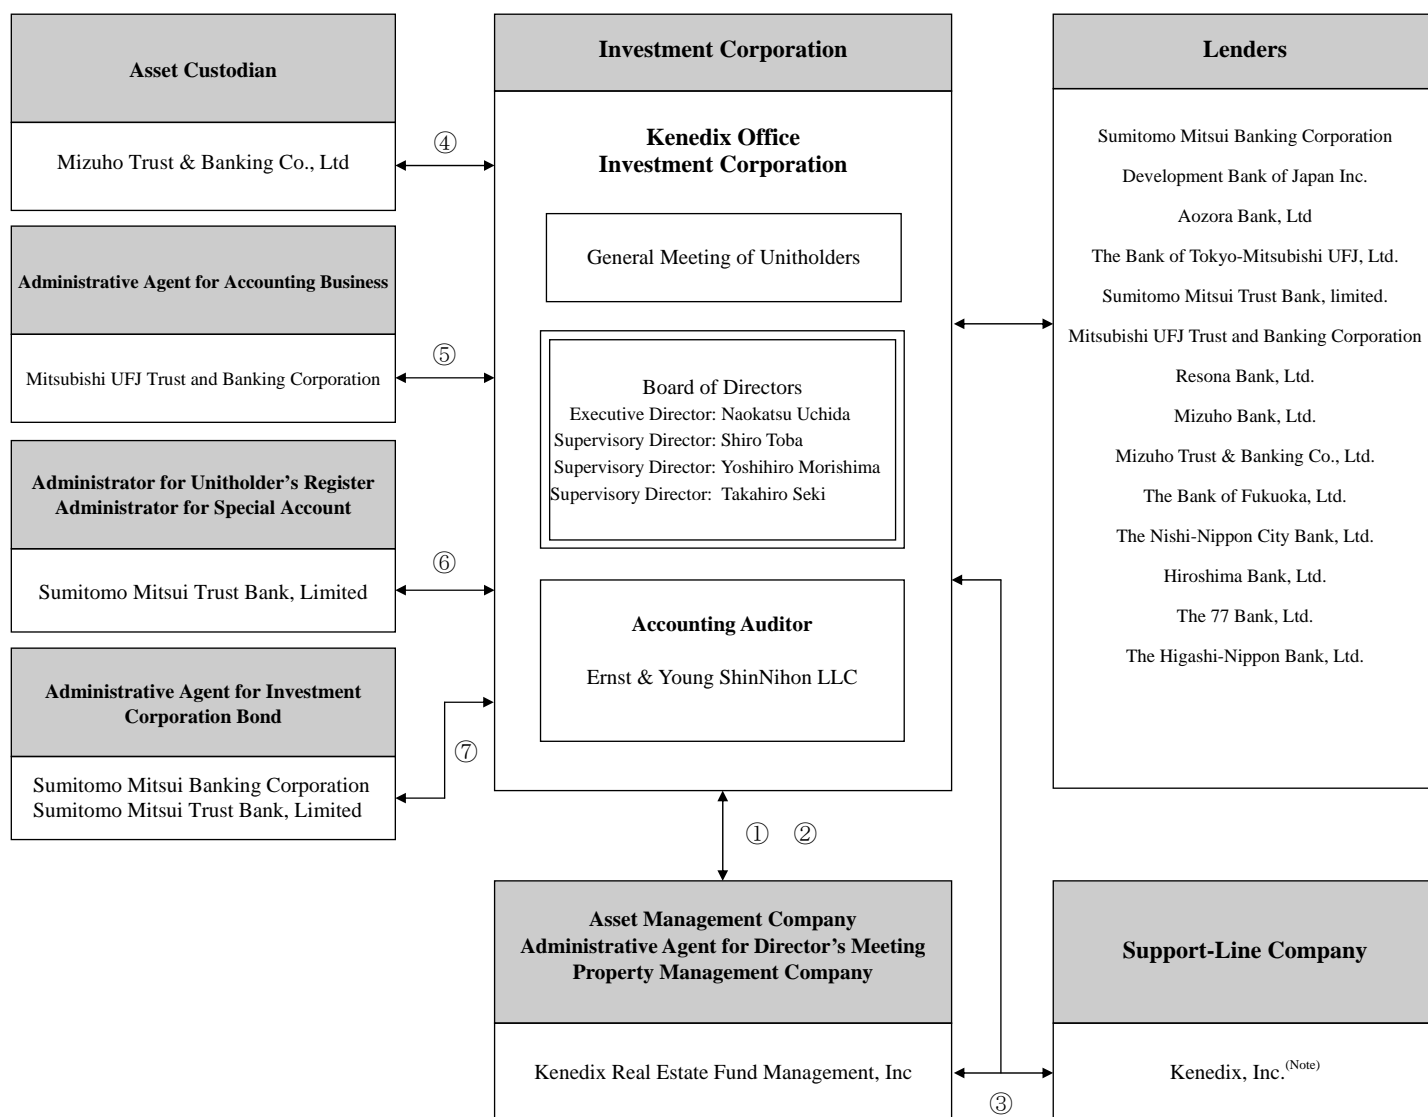 Asset Custodian
Mizuho Trust & Banking Co., Ltd
④
Administrative Agent for Accounting Business
Mitsubishi UFJ Trust and Banking Corporation
⑤
Administrator for Unitholder’s Register
Administrator for Special Account
Sumitomo Mitsui Trust Bank, Limited
⑥
Administrative Agent for Investment
Corporation Bond
Sumitomo Mitsui Banking Corporation
Sumitomo Mitsui Trust Bank, Limited
⑦
Investment Corporation
Kenedix Office
Investment Corporation
General Meeting of Unitholders
Board of Directors
Executive Director: Naokatsu Uchida
Supervisory Director: Shiro Toba
Supervisory Director: Yoshihiro Morishima
Supervisory Director: Takahiro Seki
Accounting Auditor
Ernst & Young ShinNihon LLC
① ②
Asset Management Company
Administrative Agent for Director’s Meeting
Property Management Company
Kenedix Real Estate Fund Management, Inc
Lenders
Sumitomo Mitsui Banking Corporation
Development Bank of Japan Inc.
Aozora Bank, Ltd
The Bank of Tokyo-Mitsubishi UFJ, Ltd.
Sumitomo Mitsui Trust Bank, limited.
Mitsubishi UFJ Trust and Banking Corporation
Resona Bank, Ltd.
Mizuho Bank, Ltd.
Mizuho Trust & Banking Co., Ltd.
The Bank of Fukuoka, Ltd.
The Nishi-Nippon City Bank, Ltd.
Hiroshima Bank, Ltd.
The 77 Bank, Ltd.
The Higashi-Nippon Bank, Ltd.
Support-Line Company
Kenedix, Inc.(Note)
③